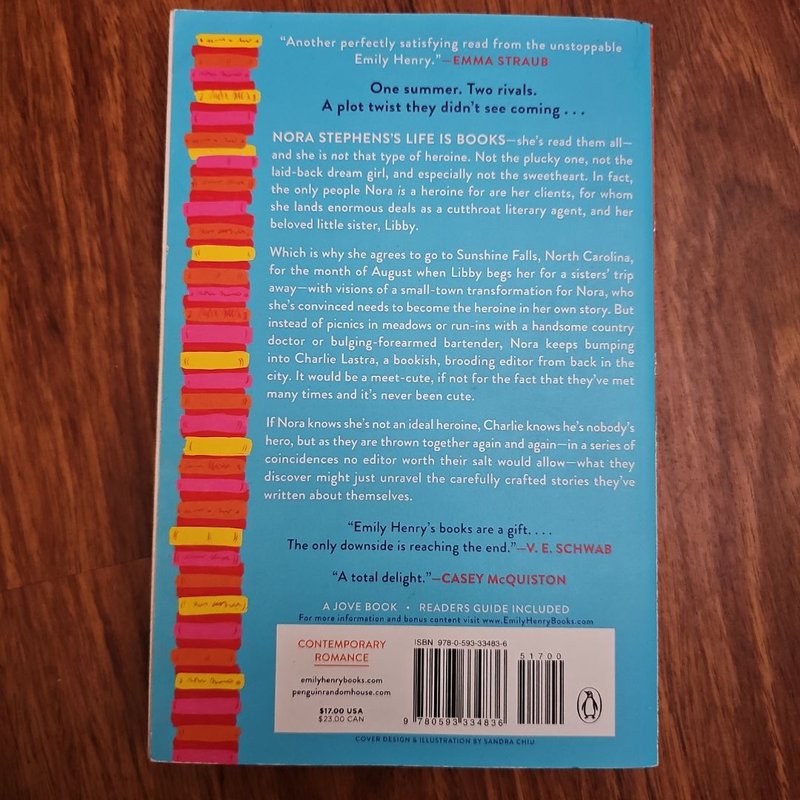 “Another perfectly satisfying read from the unstoppable
Emily Henry.”—EMMA STRAUB
One summer. Two rivals.
A plot twist they didn’t see coming . . .
NORA STEPHENS’S LIFE IS BOOKS—she’s read them all—
and she is not that type of heroine. Not the plucky one, not the
laid-back dream girl, and especially not the sweetheart. In fact,
the only people Nora is a heroine for are her clients, for whom
she lands enormous deals as a cutthroat literary agent, and her
beloved little sister, Libby.
Which is why she agrees to go to Sunshine Falls, North Carolina,
for the month of August when Libby begs her for a sisters’ trip
away—with visions of a small-town transformation for Nora, who
she’s convinced needs to become the heroine in her own story. But
instead of picnics in meadows or run-ins with a handsome country
doctor or bulging-forearmed bartender, Nora keeps bumping
into Charlie Lastra, a bookish, brooding editor from back in the
city. It would be a meet-cute, if not for the fact that they’ve met
many times and it’s never been cute.
If Nora knows she’s not an ideal heroine, Charlie knows he’s nobody’s
hero, but as they are thrown together again and again—in a series of
coincidences no editor worth their salt would allow—what they
discover might just unravel the carefully crafted stories they’ve
written about themselves.
“Emily Henry’s books are a gift. . . .
The only downside is reaching the end.”—V. E. SCHWAB
“A total delight.”—CASEY McQUISTON
A JOVE BOOK • READERS GUIDE INCLUDED
For more information and bonus content visit www.EmilyHenryBooks.com
CONTEMPORARY
ROMANCE
emilyhenrybooks.com
penguinrandomhouse.com
$17.00 USA
$23.00 CAN
ISBN 978-0-593-33483-6
51700
9 780593 334836
COVER DESIGN & ILLUSTRATION BY SANDRA CHIU